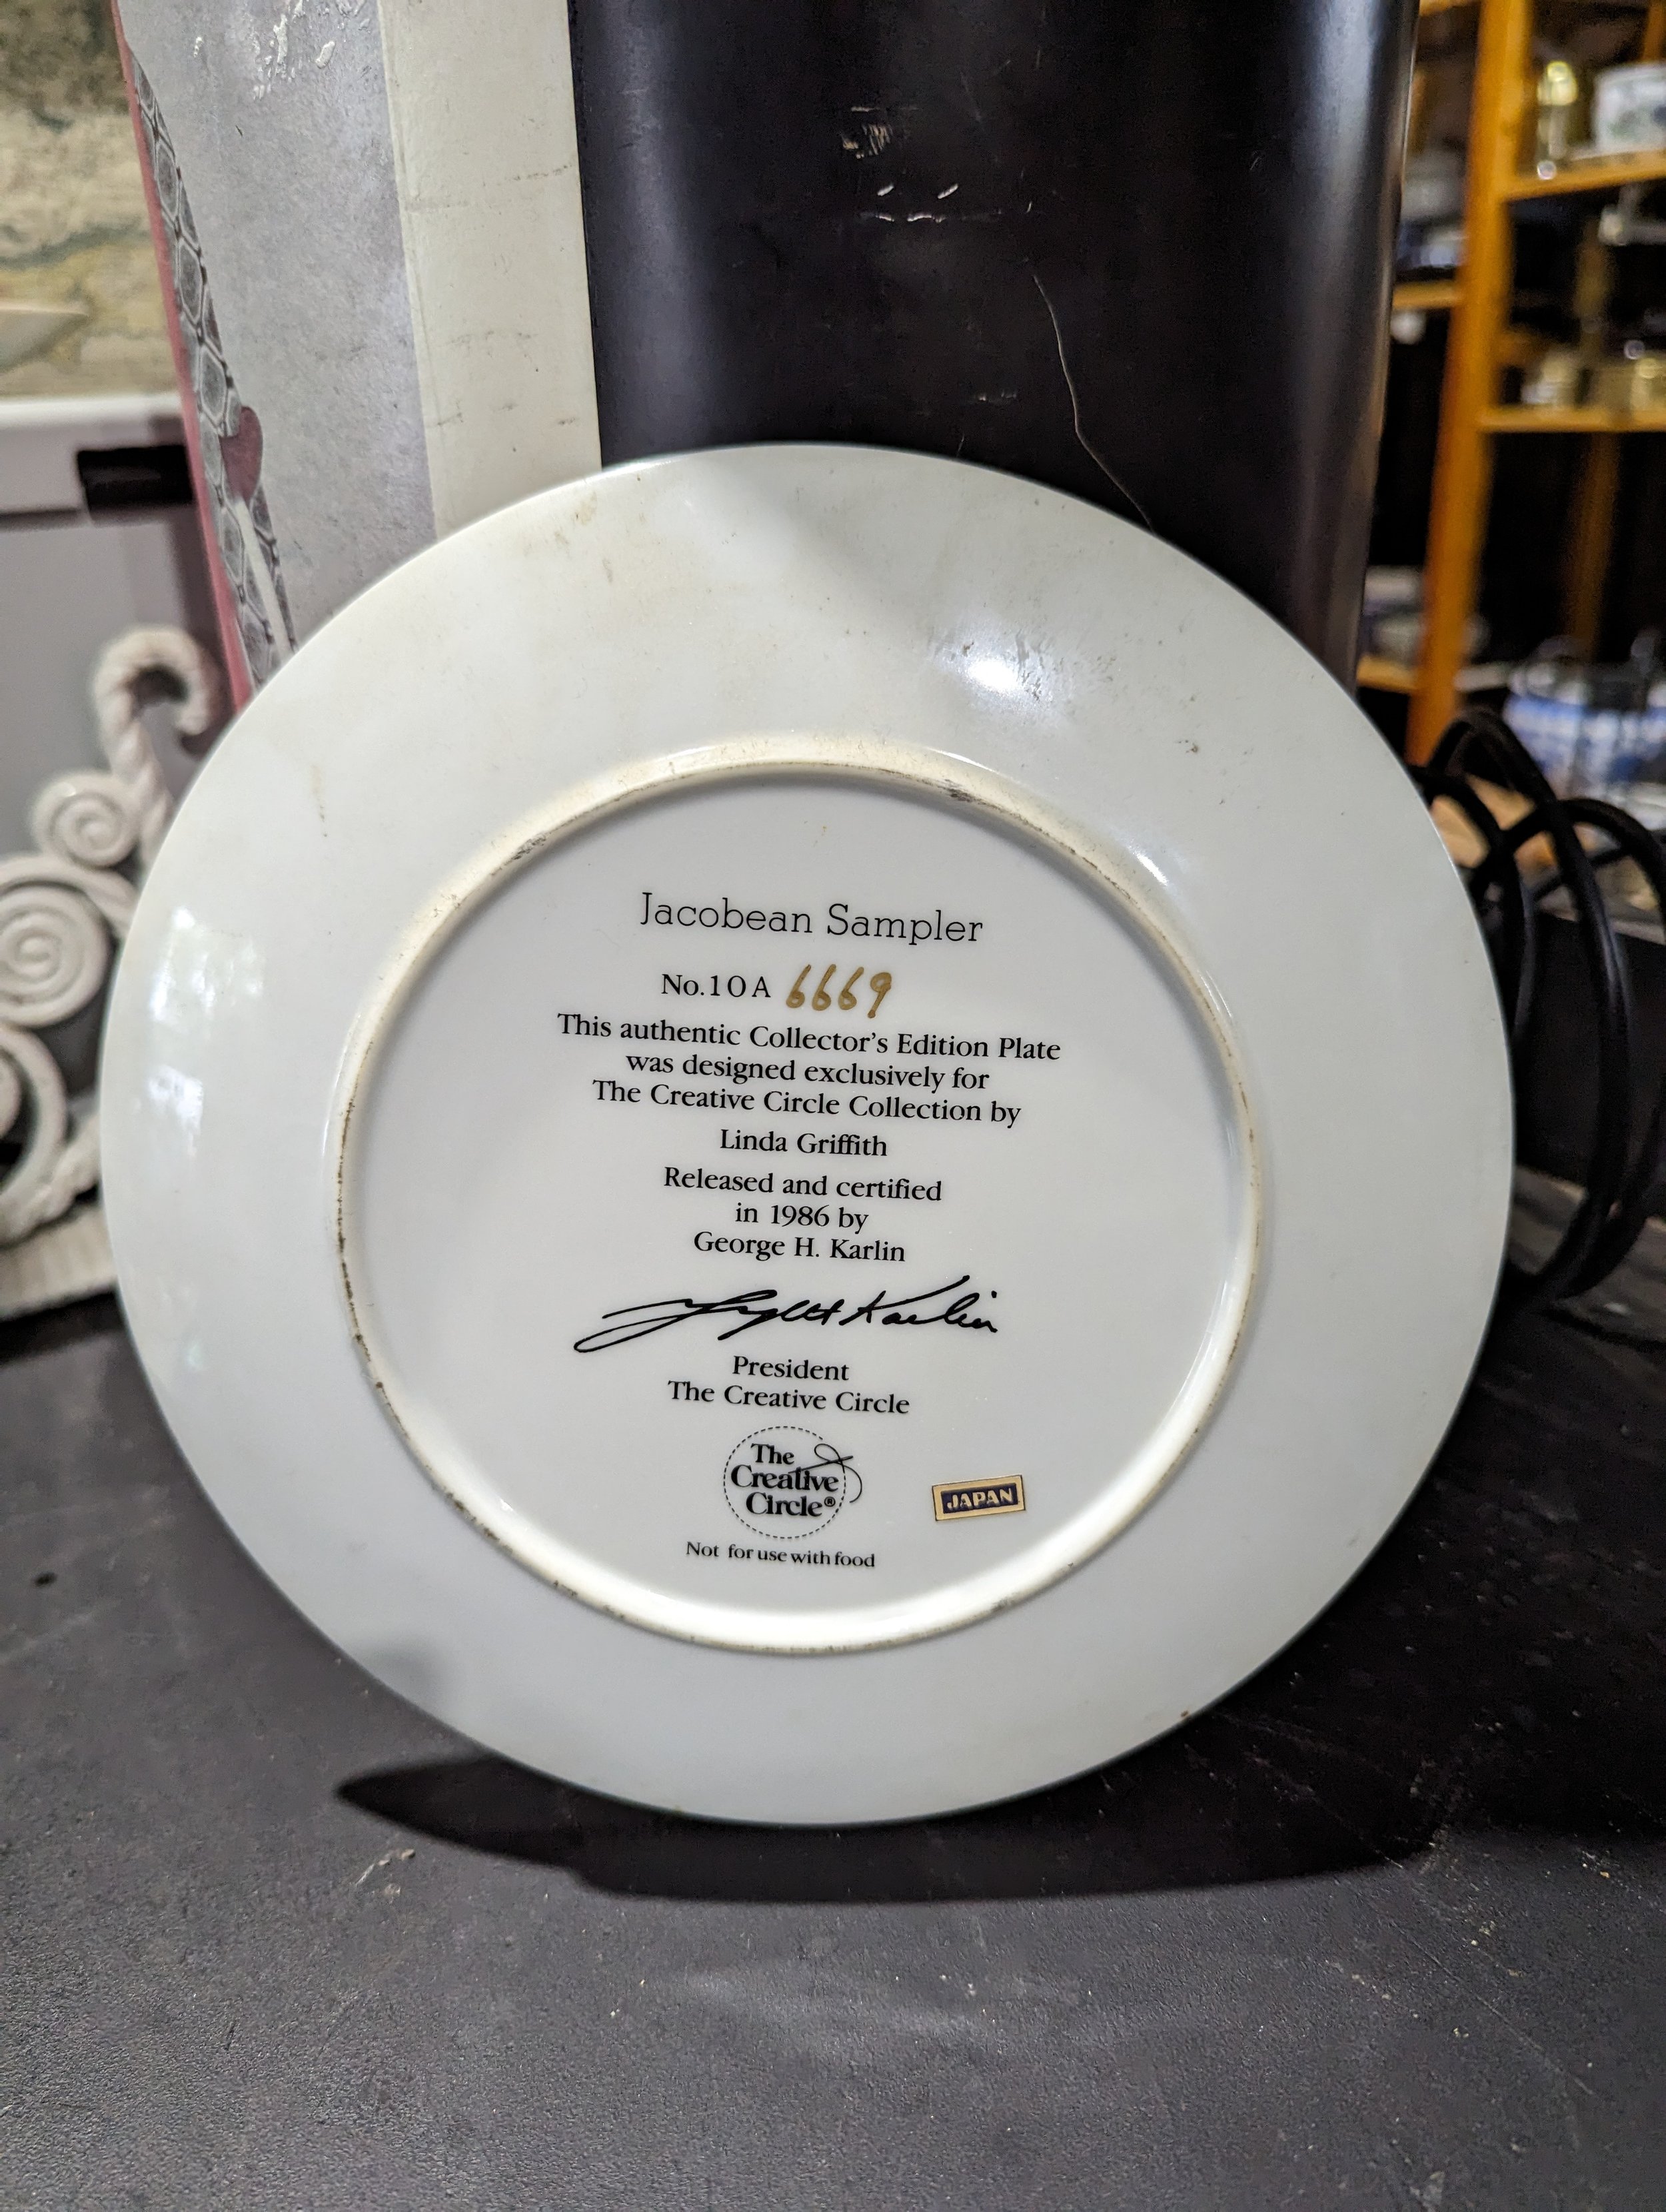 Jacobean Sampler
No.10A 6669
This authentic Collector's Edition Plate
was designed exclusively for
The Creative Circle Collection by
Linda Griffith
Released and certified
in 1986 by
George H. Karlin
President
The Creative Circle
The
Creative
Circle®
JAPAN
Not for use with food